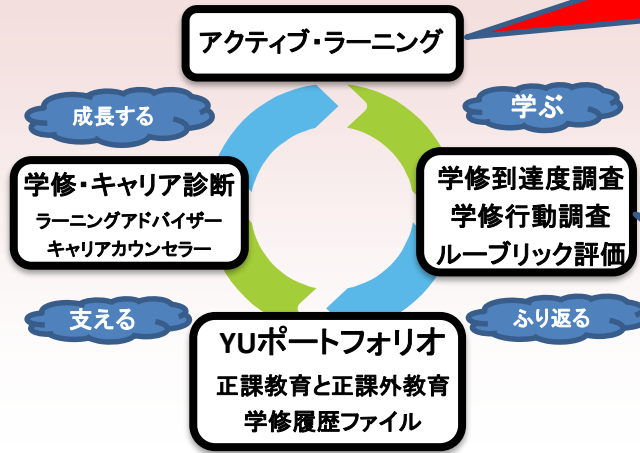 アクティブ・ラーニング
成長する
学ぶ
学修・キャリア診断
ラーニングアドバイザー
キャリアカウンセラー
学修到達度調査
学修行動調査
ルーブリック評価
支える
ふり返る
YUポートフォリオ
正課教育と正課外教育
学修履歴ファイル